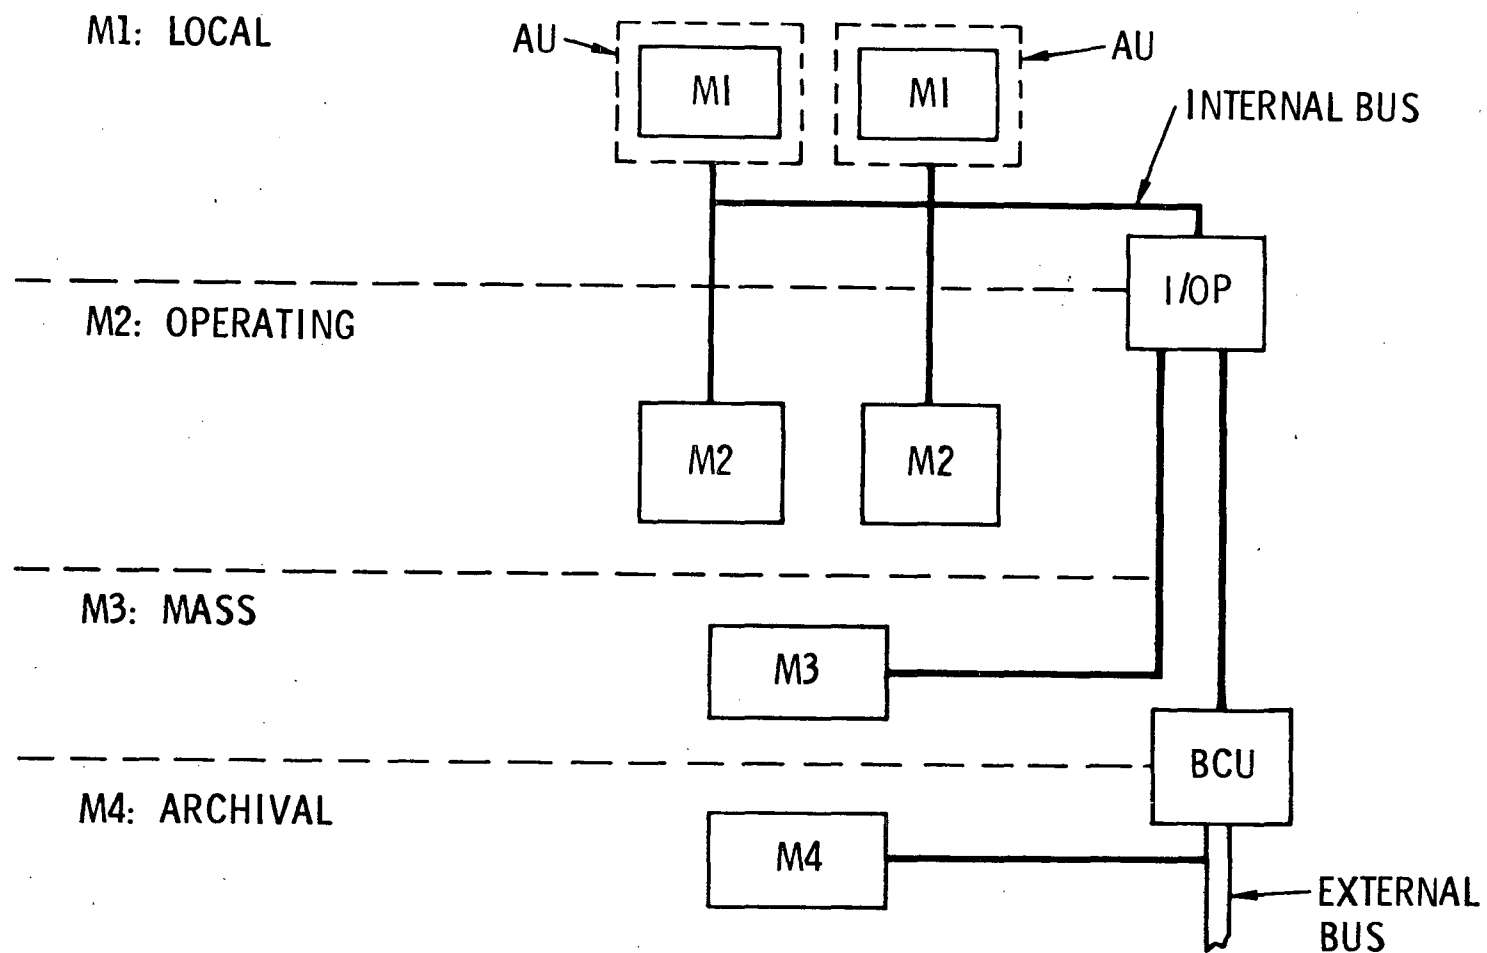 M1: LOCAL
AU
AU
M1
M1
INTERNAL BUS
I/OP
M2: OPERATING
M2
M2
M3: MASS
M3
BCU
M4: ARCHIVAL
M4
EXTERNAL
BUS